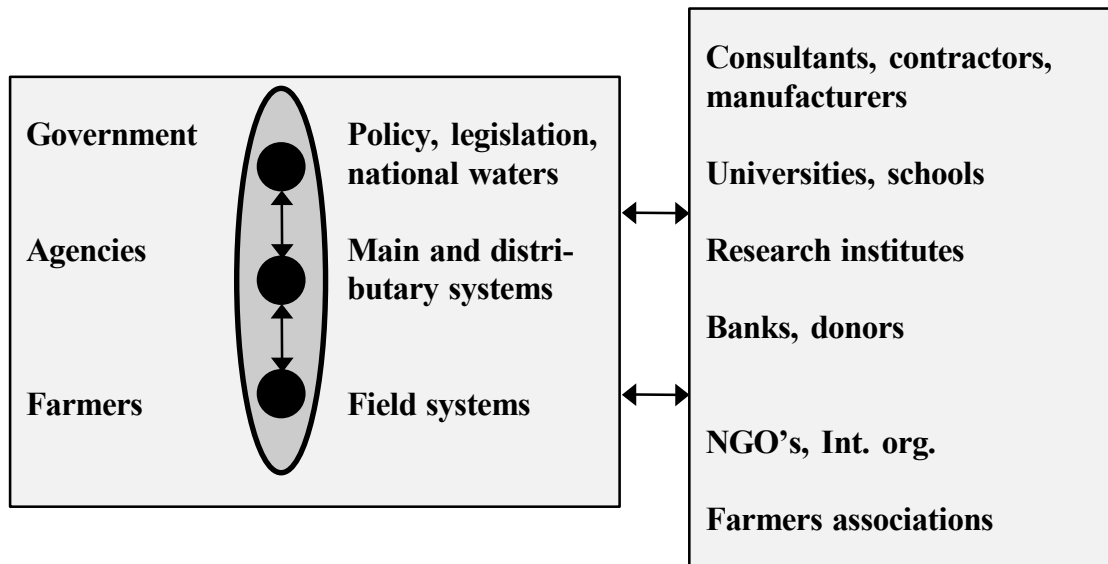 Government
Policy, legislation,
national waters
Agencies
Main and distri-
butary systems
Farmers
Field systems
Consultants, contractors,
manufacturers
Universities, schools
Research institutes
Banks, donors
NGO’s, Int. org.
Farmers associations